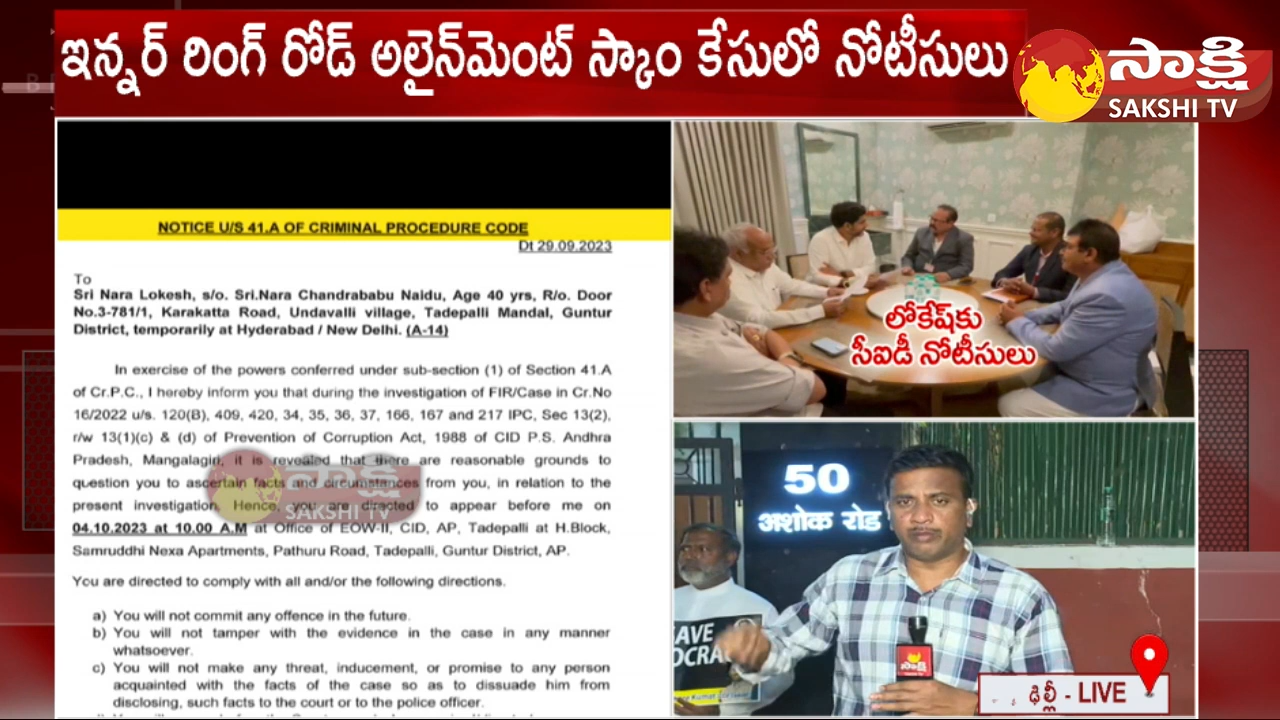 ఇన్నర్ రింగ్ రోడ్ అలైన్‌మెంట్ స్కాం కేసులో నోటీసులు
సాక్షి
SAKSHI TV
NOTICE U/S 41.A OF CRIMINAL PROCEDURE CODE
Dt 29.09.2023
To
Sri Nara Lokesh, s/o. Sri.Nara Chandrababu Naidu, Age 40 yrs, R/o. Door
No.3-781/1, Karakatta Road, Undavalli village, Tadepalli Mandal, Guntur
District, temporarily at Hyderabad / New Delhi. (A-14)
In exercise of the powers conferred under sub-section (1) of Section 41.A
of Cr.P.C., I hereby inform you that during the investigation of FIR/Case in Cr.No
16/2022 u/s. 120(B), 409, 420, 34, 35, 36, 37, 166, 167 and 217 IPC, Sec 13(2),
r/w 13(1)(c) & (d) of Prevention of Corruption Act, 1988 of CID P.S. Andhra
Pradesh, Mangalagiri, it is revealed that there are reasonable grounds to
question you to ascertain facts and circumstances from you, in relation to the
present investigation. Hence, you are directed to appear before me on
04.10.2023 at 10.00 A.M at Office of EOW-II, CID, AP, Tadepalli at H.Block,
Samruddhi Nexa Apartments, Pathuru Road, Tadepalli, Guntur District, AP.
You are directed to comply with all and/or the following directions.
a) You will not commit any offence in the future.
b) You will not tamper with the evidence in the case in any manner
whatsoever.
c) You will not make any threat, inducement, or promise to any person
acquainted with the facts of the case so as to dissuade him from
disclosing, such facts to the court or to the police officer.
సాక్షి
SAKSHI TV
లోకేష్‌కు
సీఐడీ నోటీసులు
50
अशोक रोड
SAVE
ఢిల్లీ - LIVE